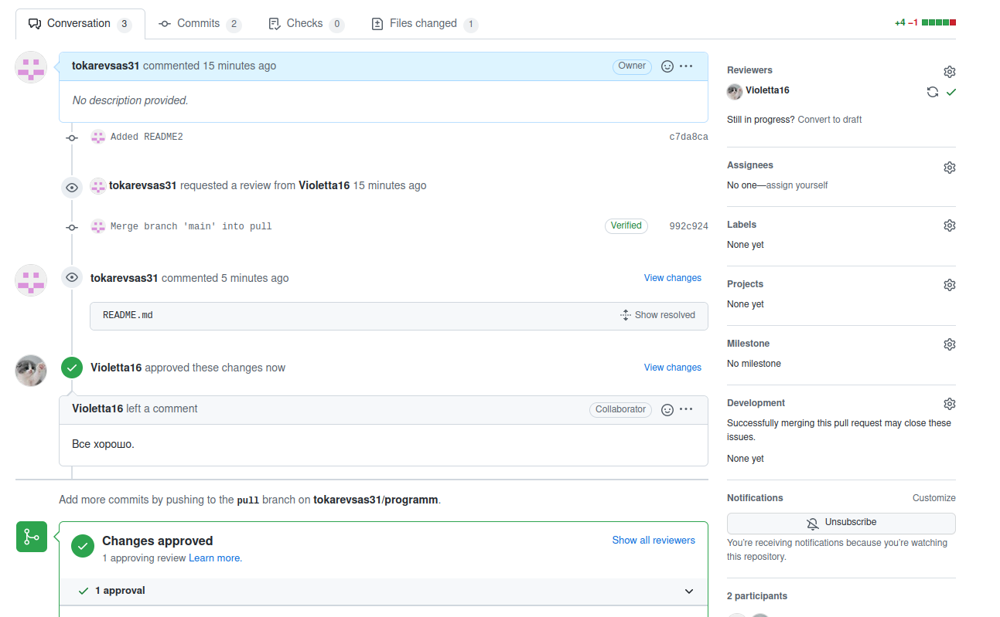 Conversation 3 Commits 2 Checks 0 Files changed 1 +4 −1
tokarevsas31 commented 15 minutes ago Owner
No description provided.
Added README2 c7da8ca
tokarevsas31 requested a review from Violetta16 15 minutes ago
Merge branch 'main' into pull Verified 992c924
tokarevsas31 commented 5 minutes ago View changes
README.md Show resolved
Violetta16 approved these changes now View changes
Violetta16 left a comment Collaborator
Все хорошо.
Add more commits by pushing to the pull branch on tokarevsas31/programm.
Changes approved Show all reviewers
1 approving review Learn more.
1 approval
Reviewers
Violetta16
Still in progress? Convert to draft
Assignees
No one—assign yourself
Labels
None yet
Projects
None yet
Milestone
No milestone
Development
Successfully merging this pull request may close these
issues.
None yet
Notifications Customize
Unsubscribe
You're receiving notifications because you're watching
this repository.
2 participants